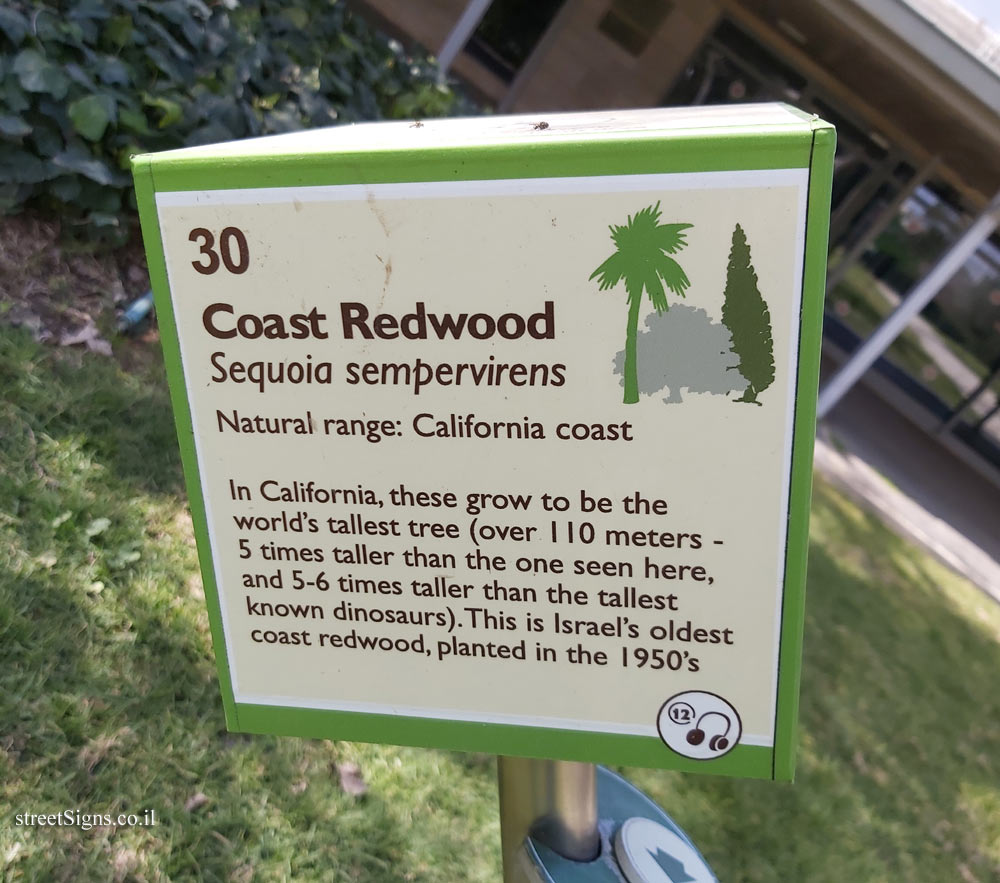 30
Coast Redwood
Sequoia sempervirens
Natural range: California coast
In California, these grow to be the
world's tallest tree (over 110 meters -
5 times taller than the one seen here,
and 5-6 times taller than the tallest
known dinosaurs). This is Israel's oldest
coast redwood, planted in the 1950's
12
streetSigns.co.il